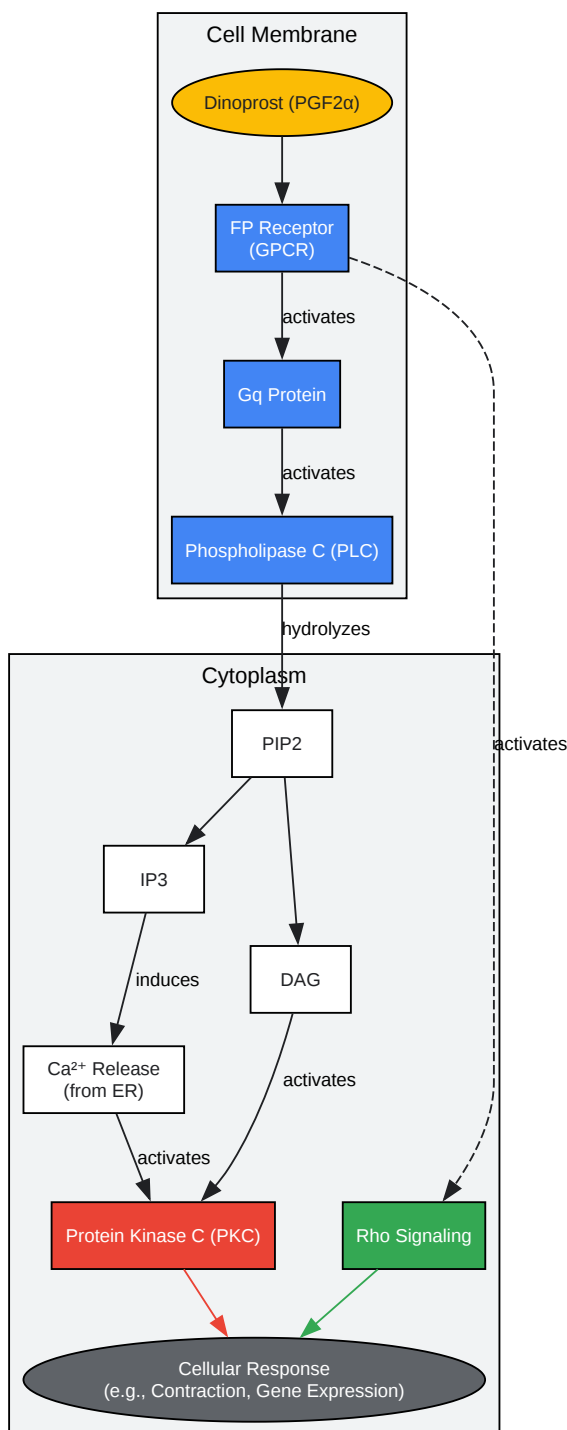 Cell Membrane
Dinoprost (PGF2α)
FP Receptor
(GPCR)
activates
Gq Protein
activates
Phospholipase C (PLC)
hydrolyzes
Cytoplasm
PIP2
activates
IP3
DAG
induces
Ca²⁺ Release
(from ER)
activates
activates
Protein Kinase C (PKC)
Rho Signaling
Cellular Response
(e.g., Contraction, Gene Expression)